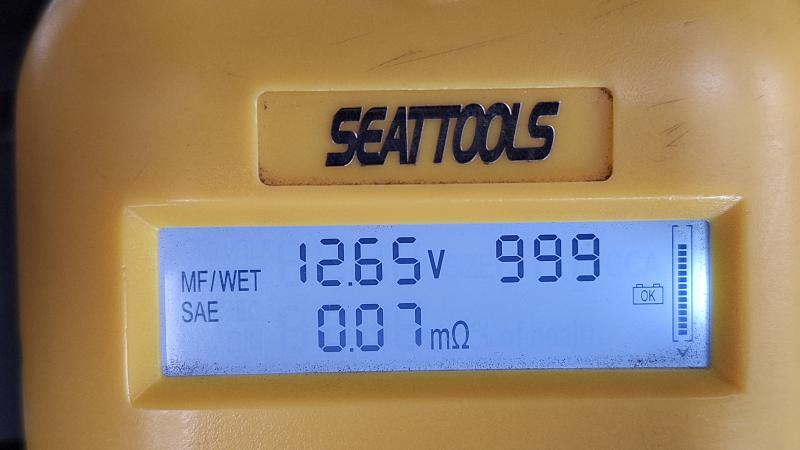 SEATTOOLS
MF/WET 12.65V 999
SAE 0.07mΩ OK